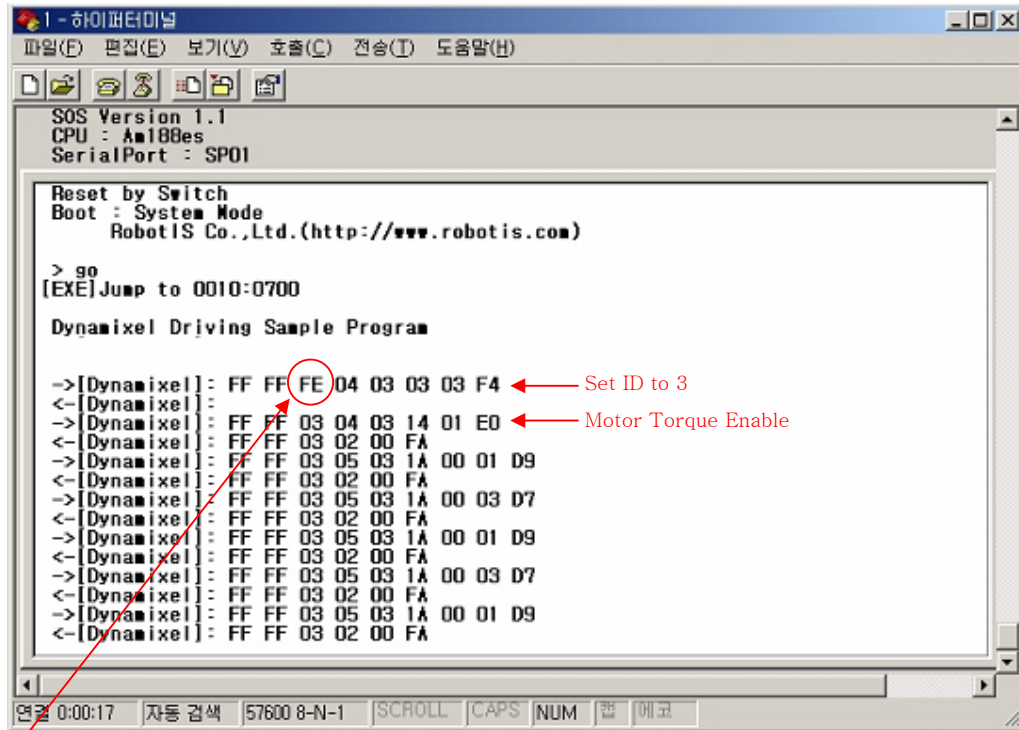 1 - 하이퍼터미널
파일(F) 편집(E) 보기(V) 호출(C) 전송(T) 도움말(H)
SOS Version 1.1
CPU : Am188es
SerialPort : SP01
Reset by Switch
Boot : System Mode
RobotIS Co.,Ltd.(http://www.robotis.com)
> go
[EXE]Jump to 0010:0700
Dynamixel Driving Sample Program
->[Dynamixel]: FF FF FE 04 03 03 03 F4 Set ID to 3
<-[Dynamixel]:
->[Dynamixel]: FF FF 03 04 03 14 01 E0 Motor Torque Enable
<-[Dynamixel]: FF FF 03 02 00 FA
->[Dynamixel]: FF FF 03 05 03 1A 00 01 D9
<-[Dynamixel]: FF FF 03 02 00 FA
->[Dynamixel]: FF FF 03 05 03 1A 00 03 D7
<-[Dynamixel]: FF FF 03 02 00 FA
->[Dynamixel]: FF FF 03 05 03 1A 00 01 D9
<-[Dynamixel]: FF FF 03 02 00 FA
->[Dynamixel]: FF FF 03 05 03 1A 00 03 D7
<-[Dynamixel]: FF FF 03 02 00 FA
->[Dynamixel]: FF FF 03 05 03 1A 00 01 D9
<-[Dynamixel]: FF FF 03 02 00 FA
연결 0:00:17 자동 검색 57600 8-N-1 SCROLL CAPS NUM 캡 에코